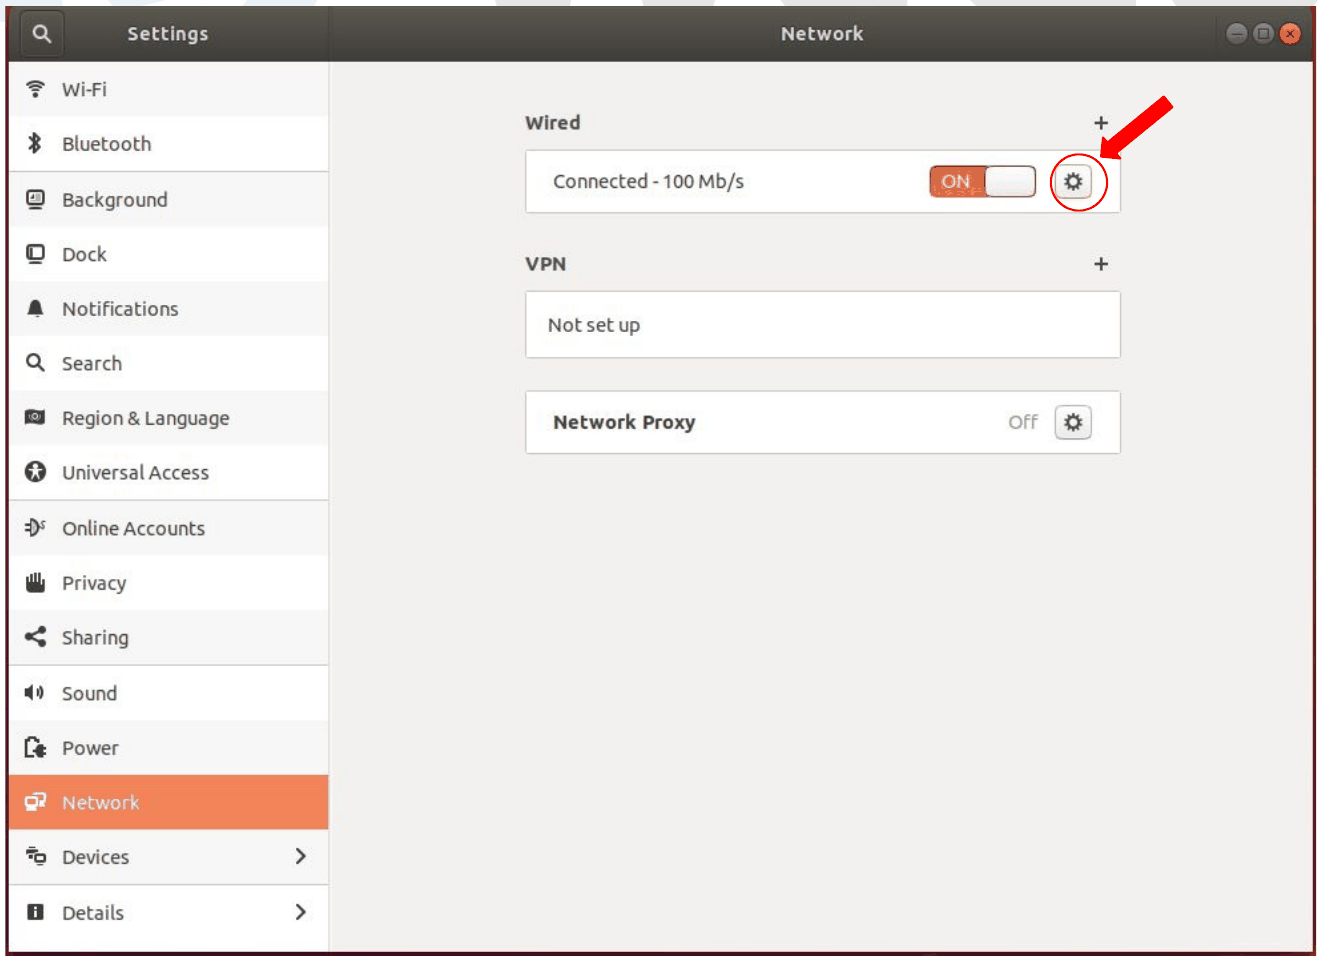 Settings
Network
Wi-Fi
Bluetooth
Background
Dock
Notifications
Search
Region & Language
Universal Access
Online Accounts
Privacy
Sharing
Sound
Power
Network
Devices
Details
Wired
Connected - 100 Mb/s
ON
VPN
Not set up
Network Proxy
Off